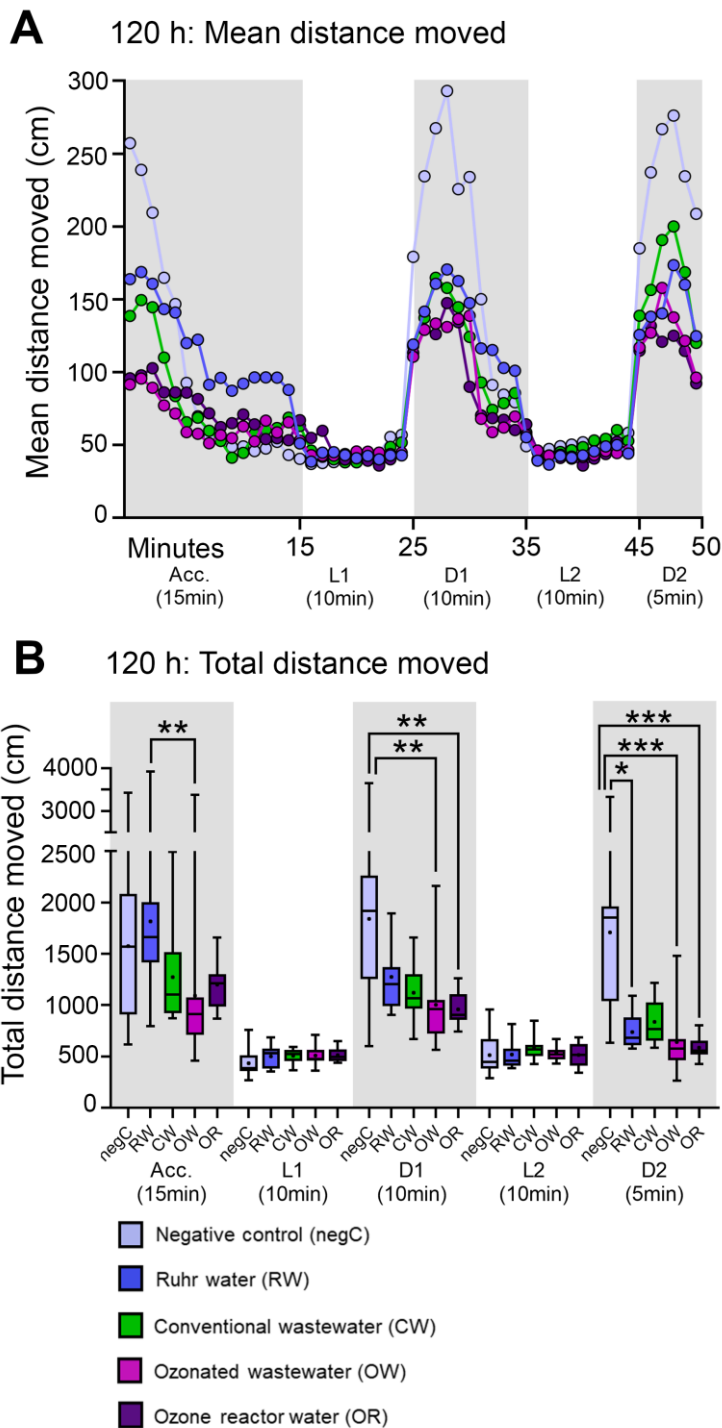 A 120 h: Mean distance moved
Mean distance moved (cm)
300
250
200
150
100
50
0
Minutes 15 25 35 45 50
Acc. L1 D1 L2 D2
(15min) (10min) (10min) (10min) (5min)
B 120 h: Total distance moved
Total distance moved (cm)
** ** ** *** *** *
4000
3000
2500
2000
1500
1000
500
0
negC RW CW OW OR negC RW CW OW OR negC RW CW OW OR negC RW CW OW OR negC RW CW OW OR
Acc. L1 D1 L2 D2
(15min) (10min) (10min) (10min) (5min)
Negative control (negC)
Ruhr water (RW)
Conventional wastewater (CW)
Ozonated wastewater (OW)
Ozone reactor water (OR)